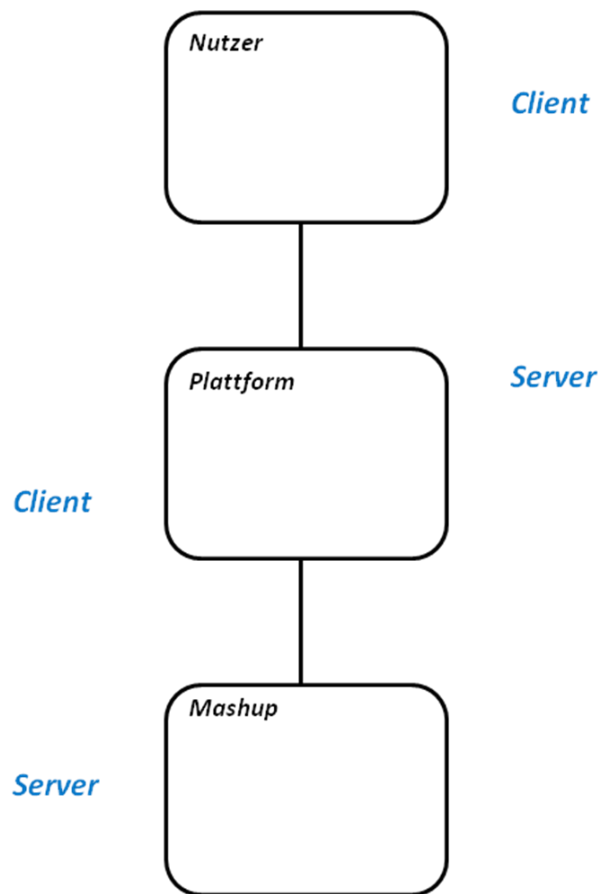 Nutzer
Client
Plattform
Server
Client
Mashup
Server